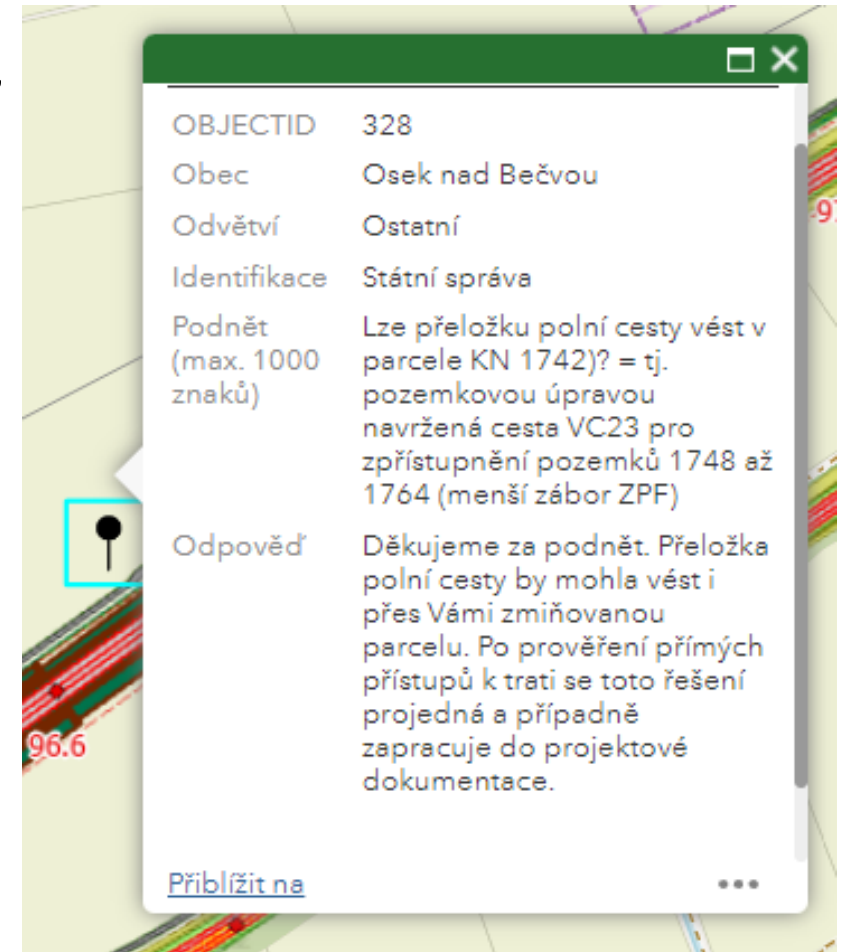 OBJECTID 328
Obec Osek nad Bečvou
Odvětví Ostatní
Identifikace Státní správa
Podnět Lze přeložku polní cesty vést v
(max. 1000 parcele KN 1742)? = tj.
znaků) pozemkovou úpravou
navržená cesta VC23 pro
zpřístupnění pozemků 1748 až
1764 (menší zábor ZPF)
Odpověď Děkujeme za podnět. Přeložka
polní cesty by mohla vést i
přes Vámi zmiňovanou
parcelu. Po prověření přímých
přístupů k trati se toto řešení
projedná a případně
zapracuje do projektové
dokumentace.
96.6
Přiblížit na